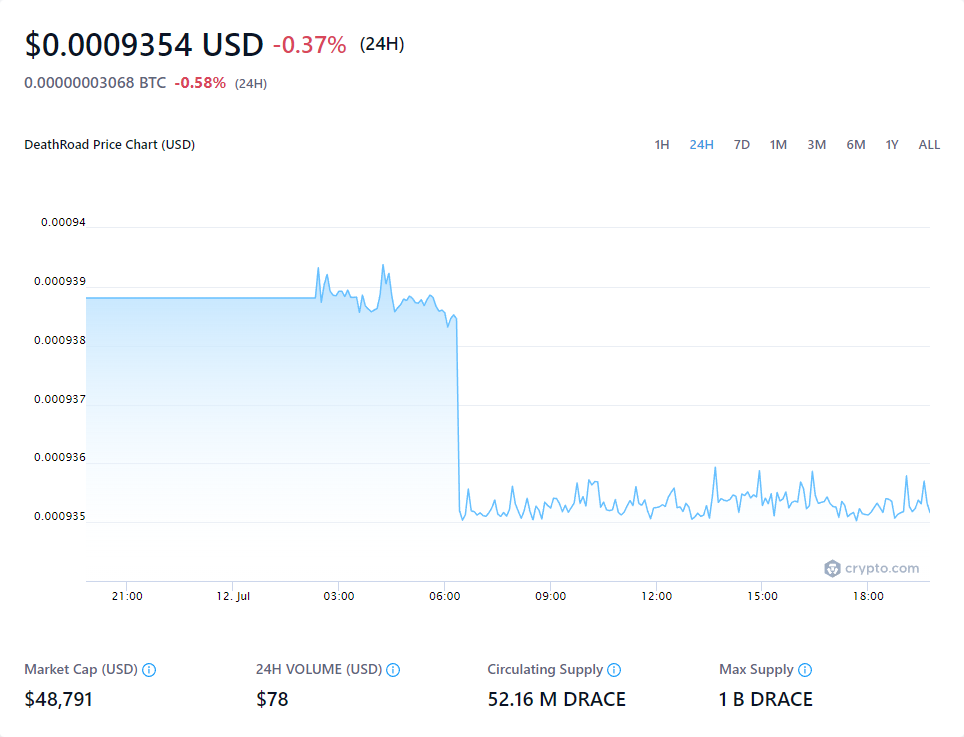 $0.0009354 USD -0.37% (24H)
0.00000003068 BTC -0.58% (24H)
DeathRoad Price Chart (USD) 1H 24H 7D 1M 3M 6M 1Y ALL
0.00094
0.000939
0.000938
0.000937
0.000936
0.000935
crypto.com
21:00 12. Jul 03:00 06:00 09:00 12:00 15:00 18:00
Market Cap (USD) 24H VOLUME (USD) Circulating Supply Max Supply
$48,791 $78 52.16 M DRACE 1 B DRACE